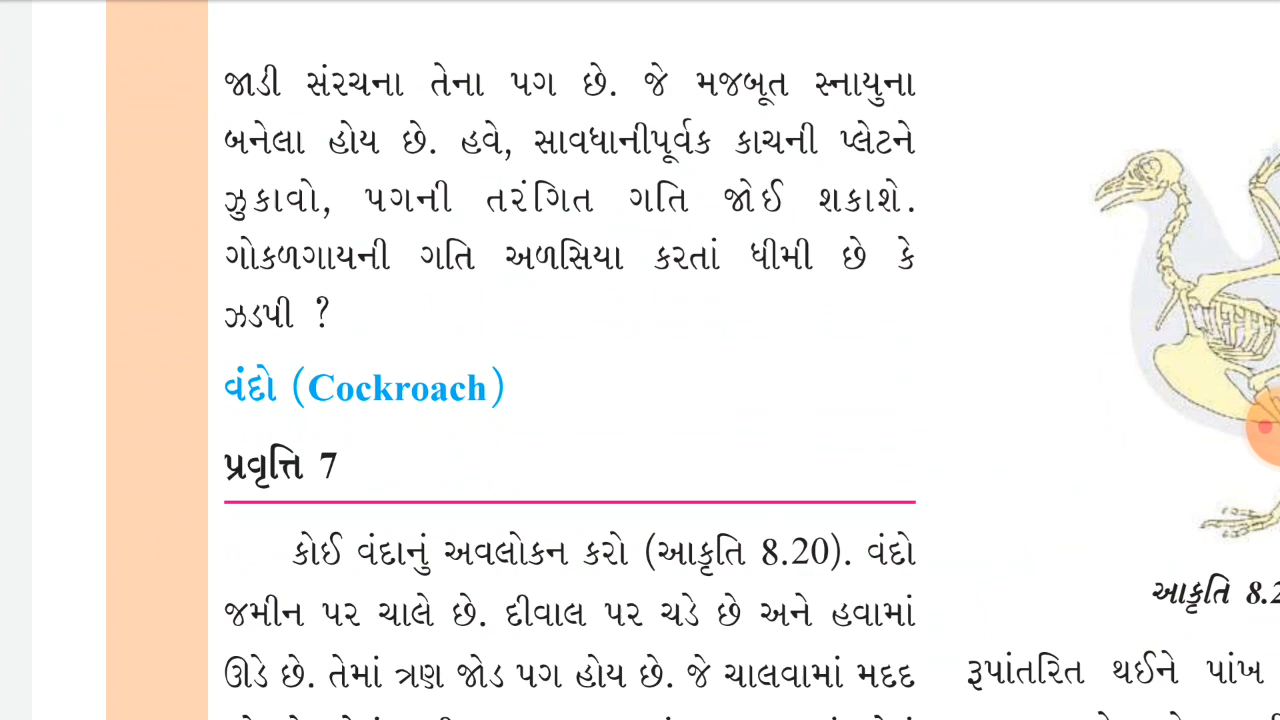 જાડી સંરચના તેના પગ છે. જે મજબૂત સ્નાયુના
બનેલા હોય છે. હવે, સાવધાનીપૂર્વક કાચની પ્લેટને
ઝુકાવો, પગની તરંગિત ગતિ જોઈ શકાશે.
ગોકળગાયની ગતિ અળસિયા કરતાં ધીમી છે કે
ઝડપી ?
વંદો (Cockroach)
પ્રવૃત્તિ 7
કોઈ વંદાનું અવલોકન કરો (આકૃતિ 8.20). વંદો
જમીન પર ચાલે છે. દીવાલ પર ચડે છે અને હવામાં
ઊડે છે. તેમાં ત્રણ જોડ પગ હોય છે. જે ચાલવામાં મદદ
આકૃતિ
રૂપાંતરિત થઈને પાંખ